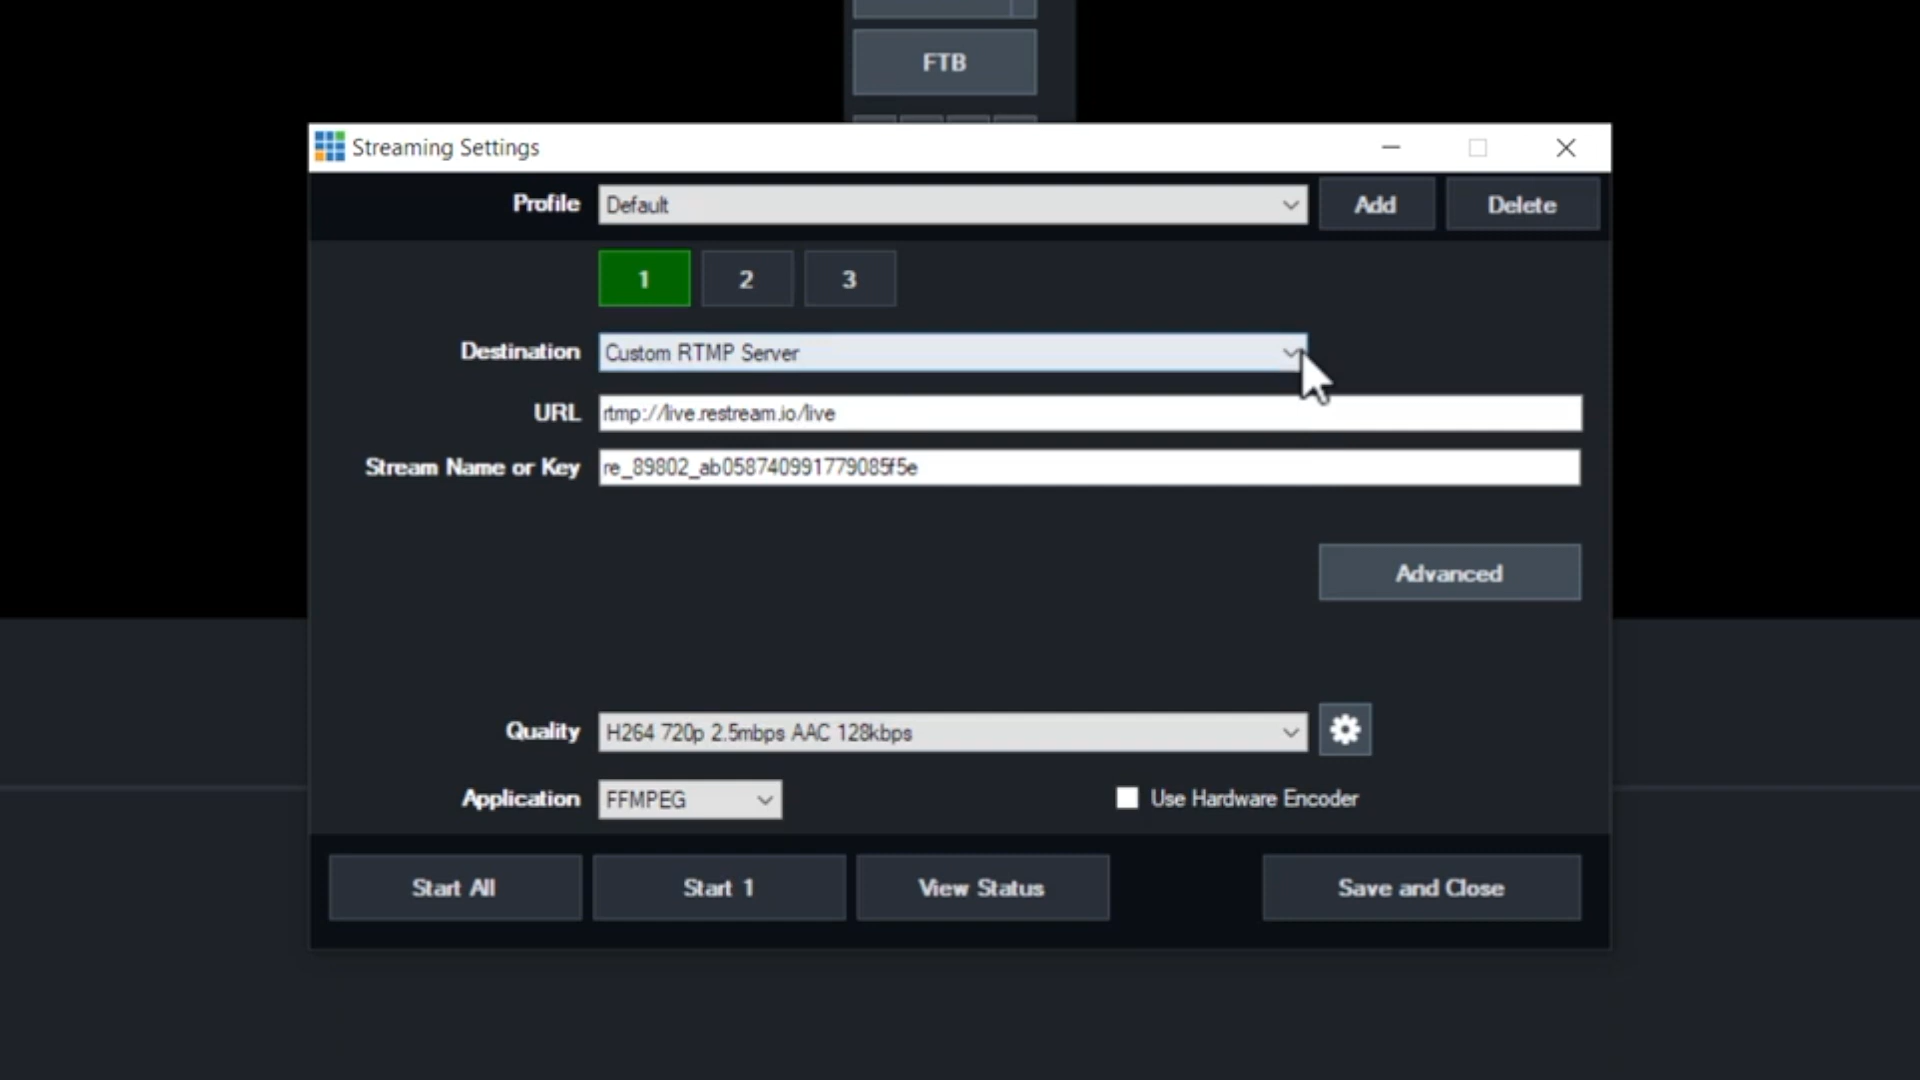 FTB
Streaming Settings
Profile Default Add Delete
1 2 3
Destination Custom RTMP Server
URL rtmp://live.restream.io/live
Stream Name or Key re_89802_ab058740991779085f5e
Advanced
Quality H264 720p 2.5mbps AAC 128kbps
Application FFMPEG Use Hardware Encoder
Start All Start 1 View Status Save and Close